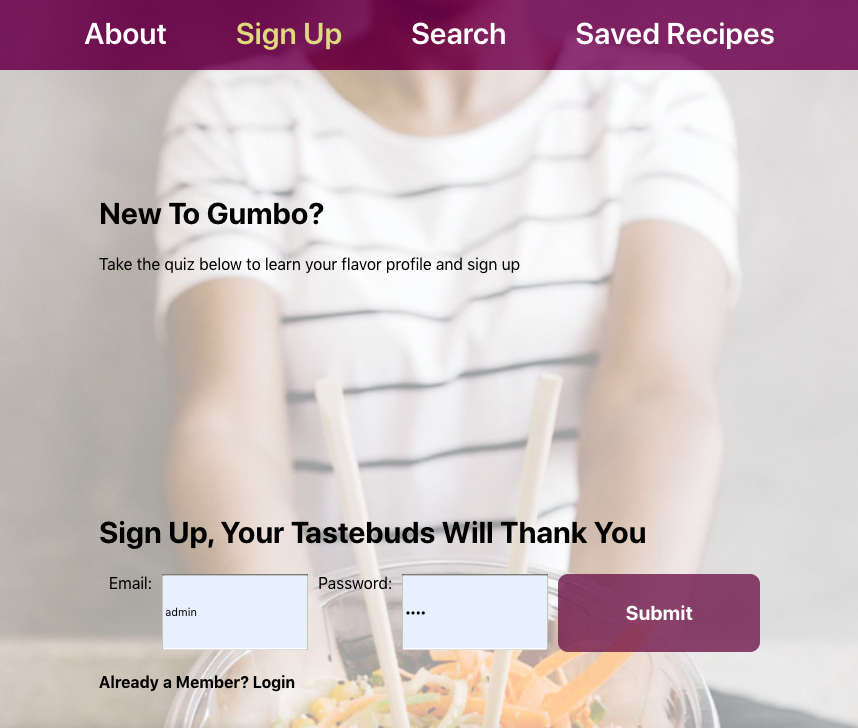 About Sign Up Search Saved Recipes
New To Gumbo?
Take the quiz below to learn your flavor profile and sign up
Sign Up, Your Tastebuds Will Thank You
Email: admin Password: •••• Submit
Already a Member? Login